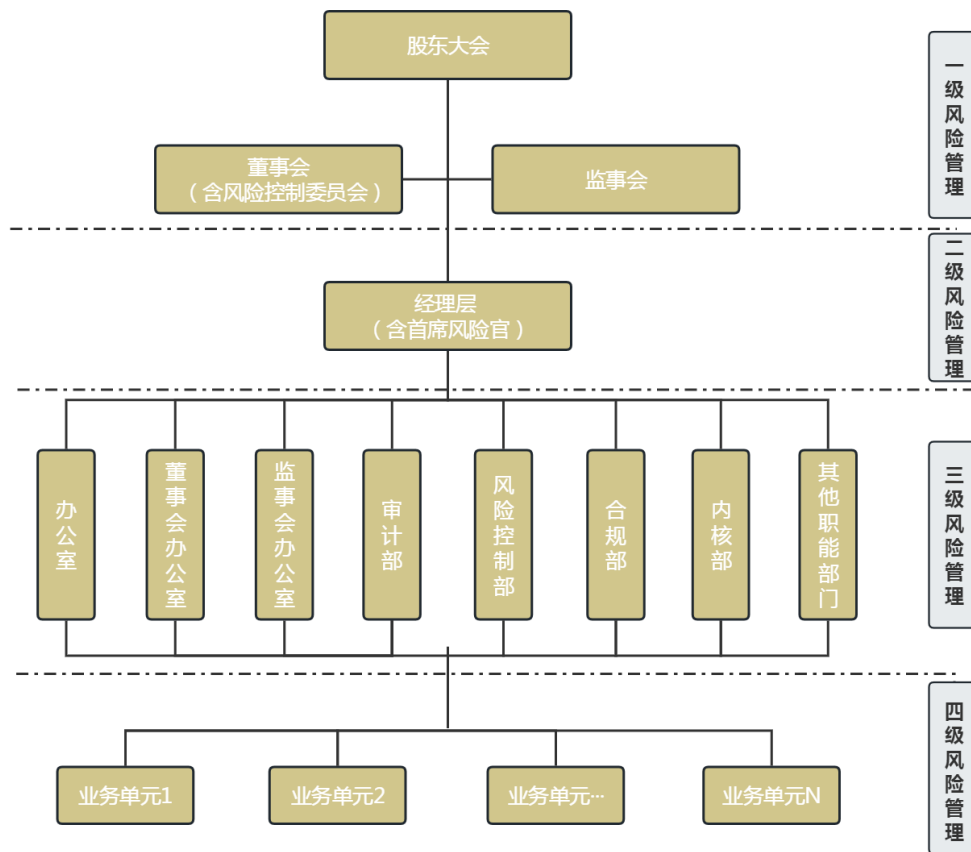 股东大会
一级风险管理
董事会
（含风险控制委员会）
监事会
二级风险管理
经理层
（含首席风险官）
办公室
董事会办公室
监事会办公室
审计部
风险控制部
合规部
内核部
其他职能部门
三级风险管理
四级风险管理
业务单元1
业务单元2
业务单元···
业务单元N